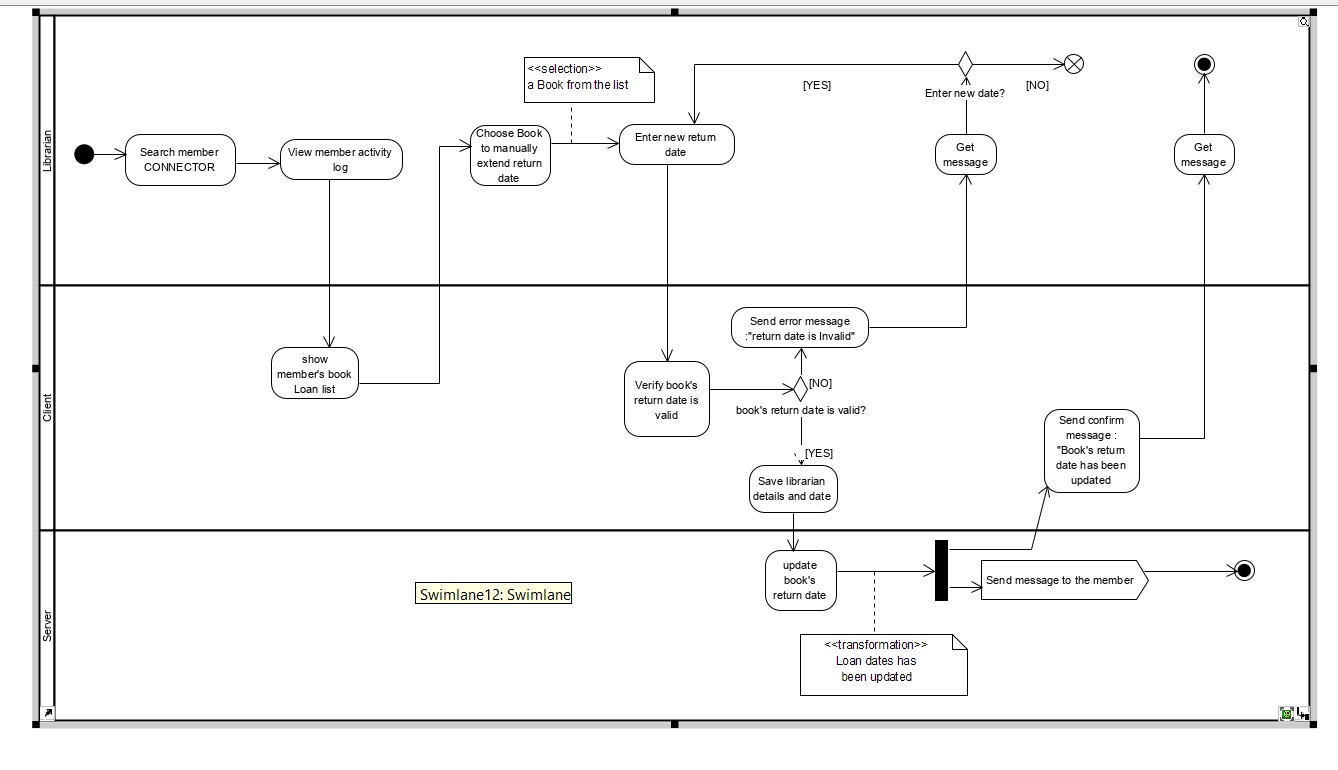 Librarian
<<selection>>
a Book from the list
Search member
CONNECTOR
View member activity
log
Choose Book
to manually
extend return
date
Enter new return
date
[YES]
Enter new date?
[NO]
Get
message
Get
message
Client
show
member's book
Loan list
Send error message
:"return date is Invalid"
Verify book's
return date is
valid
[NO]
book's return date is valid?
[YES]
Save librarian
details and date
Send confirm
message :
"Book's return
date has been
updated
Server
update
book's
return date
Send message to the member
Swimlane12: Swimlane
<<transformation>>
Loan dates has
been updated